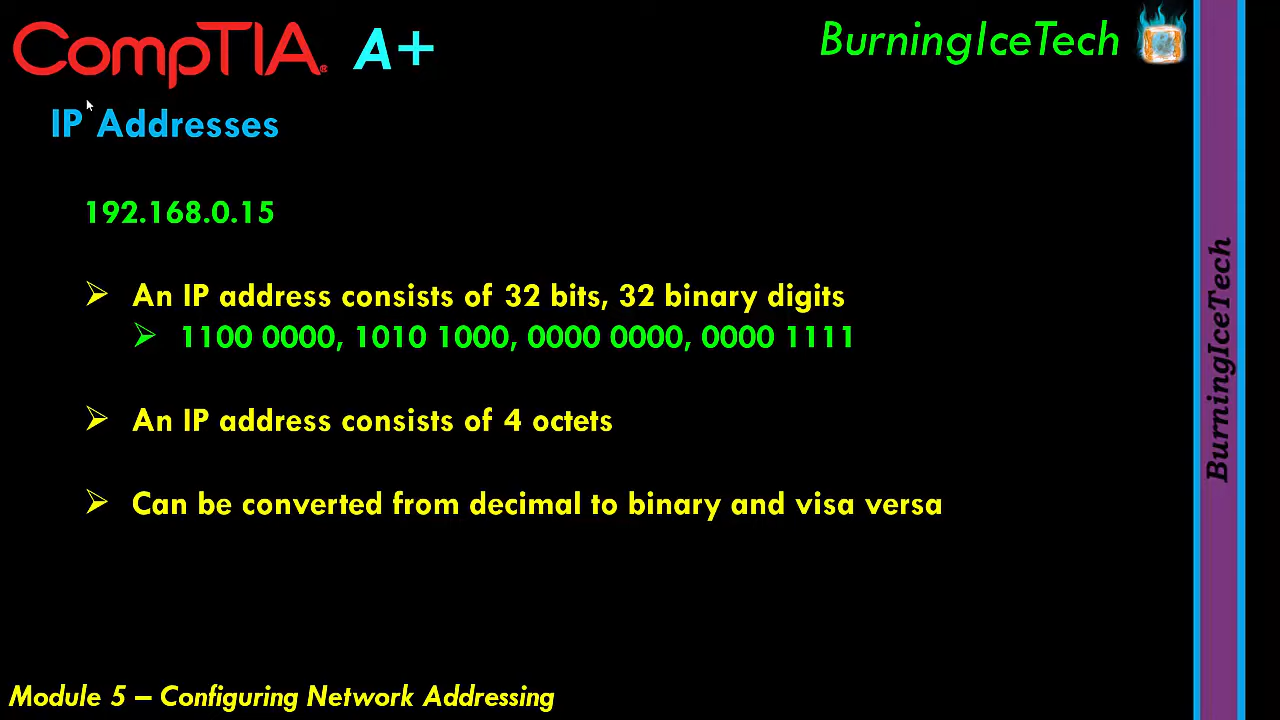 CompTIA® A+
BurningIceTech
IP Addresses
192.168.0.15
An IP address consists of 32 bits, 32 binary digits
1100 0000, 1010 1000, 0000 0000, 0000 1111
An IP address consists of 4 octets
Can be converted from decimal to binary and visa versa
Module 5 – Configuring Network Addressing
BurningIceTech